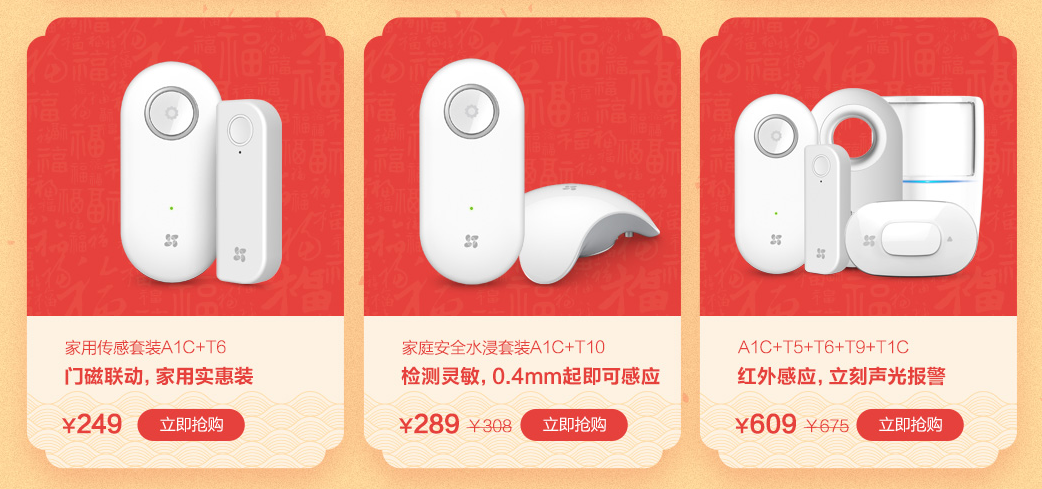 家用传感套装A1C+T6
门磁联动, 家用实惠装
¥249 立即抢购
家庭安全水浸套装A1C+T10
检测灵敏, 0.4mm起即可感应
¥289 ¥308 立即抢购
A1C+T5+T6+T9+T1C
红外感应, 立刻声光报警
¥609 ¥675 立即抢购